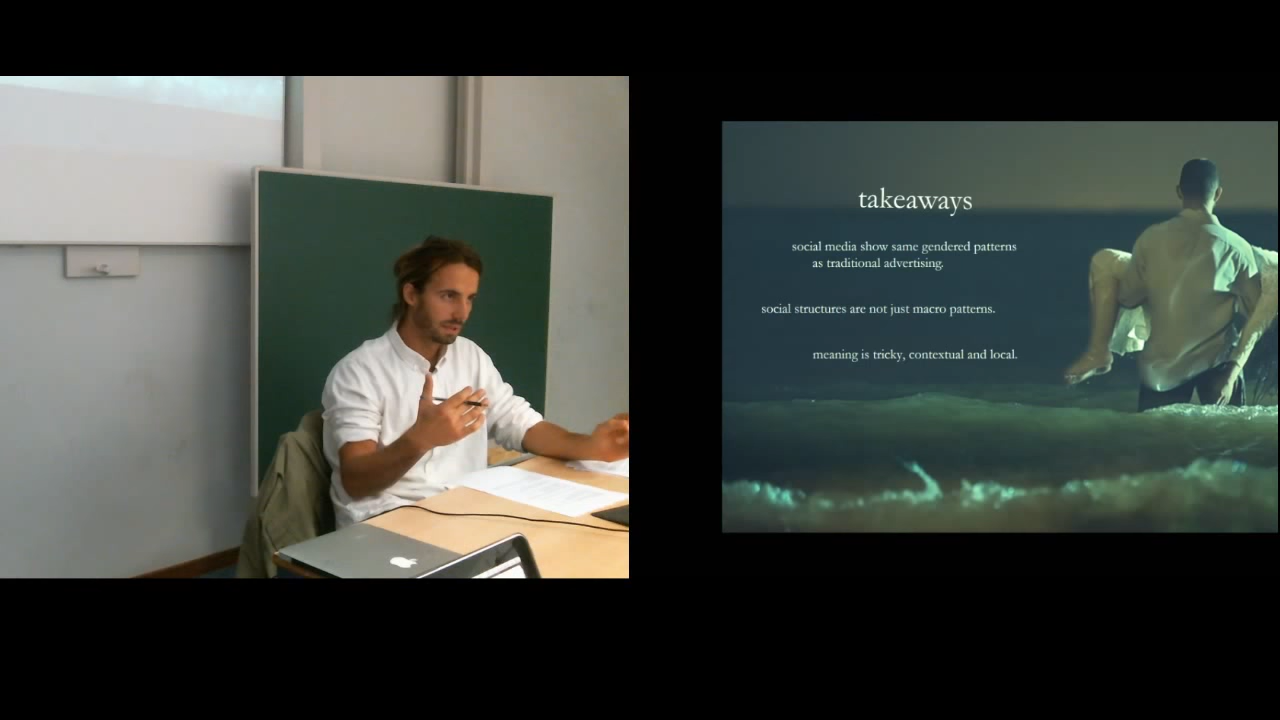 takeaways
social media show same gendered patterns
as traditional advertising.
social structures are not just macro patterns.
meaning is tricky, contextual and local.